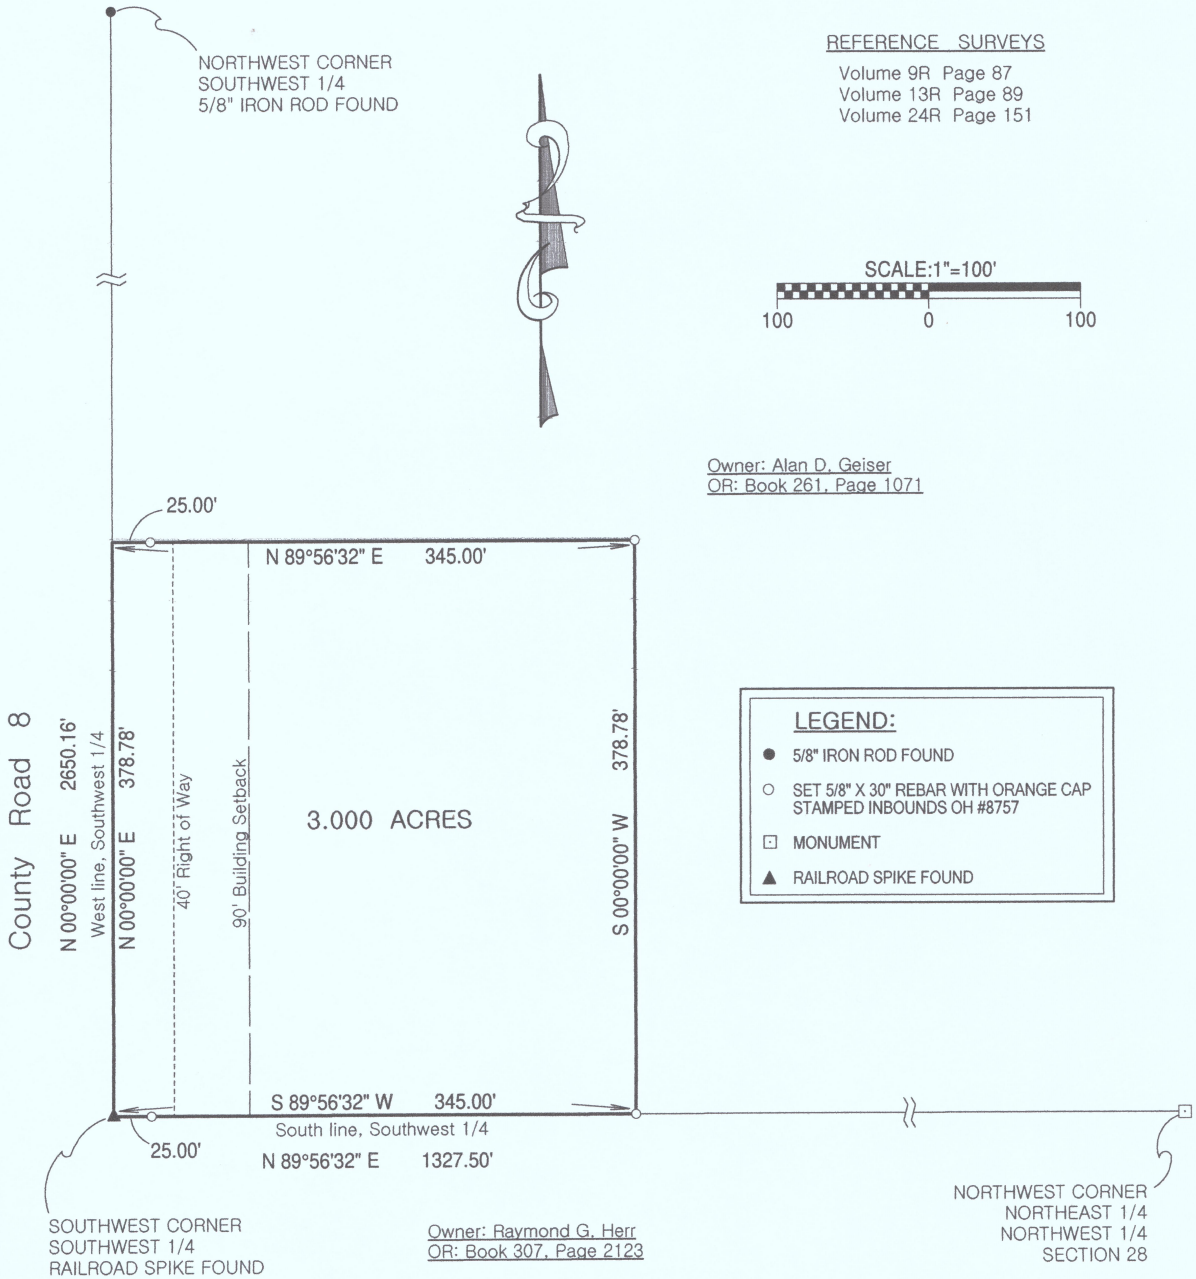 NORTHWEST CORNER
SOUTHWEST 1/4
5/8" IRON ROD FOUND
REFERENCE SURVEYS
Volume 9R Page 87
Volume 13R Page 89
Volume 24R Page 151
SCALE:1"=100'
100 0 100
Owner: Alan D. Geiser
OR: Book 261, Page 1071
25.00'
N 89°56'32" E 345.00'
County Road 8
N 00°00'00" E 2650.16'
West line, Southwest 1/4
N 00°00'00" E 378.78'
40' Right of Way
90' Building Setback
3.000 ACRES
S 00°00'00" W 378.78'
LEGEND:
5/8" IRON ROD FOUND
SET 5/8" X 30" REBAR WITH ORANGE CAP
STAMPED INBOUNDS OH #8757
MONUMENT
RAILROAD SPIKE FOUND
S 89°56'32" W 345.00'
South line, Southwest 1/4
25.00'
N 89°56'32" E 1327.50'
SOUTHWEST CORNER
SOUTHWEST 1/4
RAILROAD SPIKE FOUND
Owner: Raymond G. Herr
OR: Book 307, Page 2123
NORTHWEST CORNER
NORTHEAST 1/4
NORTHWEST 1/4
SECTION 28